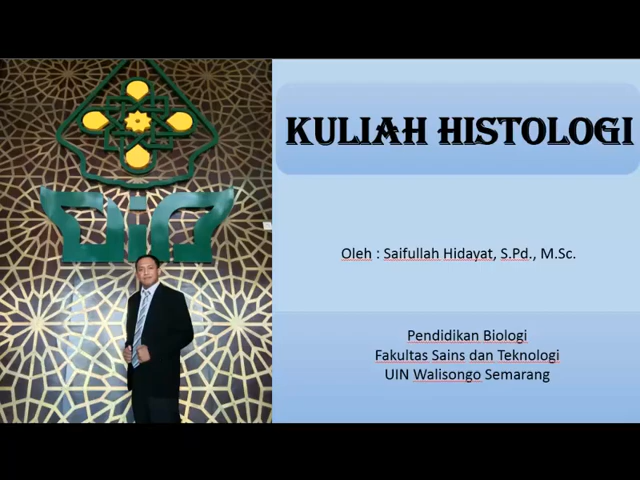 KULIAH HISTOLOGI
Oleh : Saifullah Hidayat, S.Pd., M.Sc.
Pendidikan Biologi
Fakultas Sains dan Teknologi
UIN Walisongo Semarang